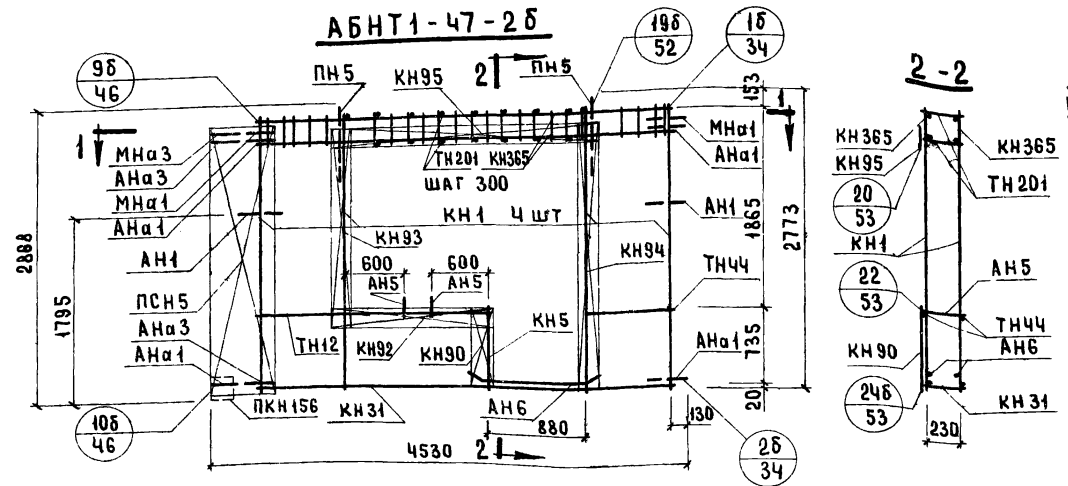 АБНТ1-47-2б
9б
46
ПН5
2
КН95
ПН5
19б
52
1б
34
2-2
153
1
1
МНа3
АНа3
МНа1
АНа1
ТН201
КН365
ШАГ 300
МНа1
АНа1
КН365
КН95
КН365
ТН201
20
53
КН1 4 шт
АН1
АН1
КН93
КН94
1865
2773
2868
1795
КН1
600
600
АН5
АН5
ТН44
22
53
АН5
ПСН5
АНа3
АНа1
ТН12
КН92
КН90
КН5
АНа1
735
ТН44
АН6
КН90
20
10б
46
ПКН156
КН31
АН6
880
130
24б
53
КН31
230
2
4530
2б
34